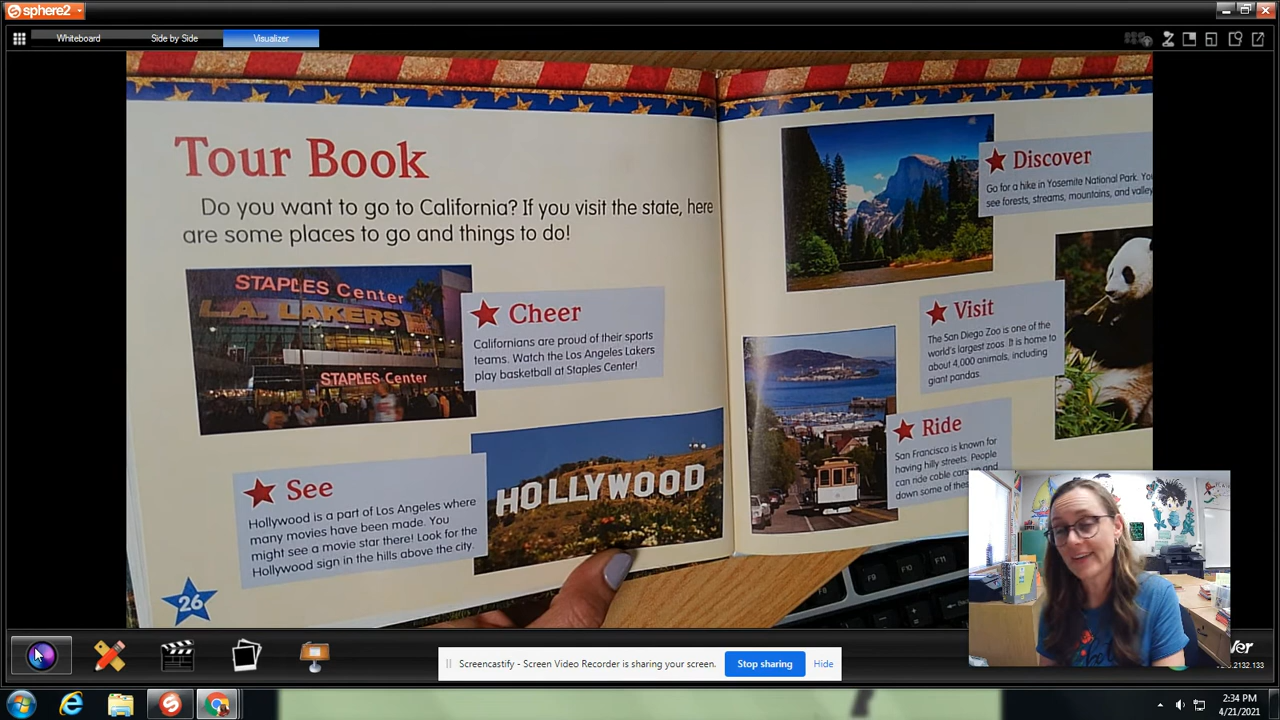 sphere2
Whiteboard
Side by Side
Visualizer
Tour Book
Do you want to go to California? If you visit the state, here
are some places to go and things to do!
STAPLES Center
L.A. LAKERS
STAPLES Center
Cheer
Californians are proud of their sports
teams. Watch the Los Angeles Lakers
play basketball at Staples Center!
See
Hollywood is a part of Los Angeles where
many movies have been made. You
might see a movie star there! Look for the
Hollywood sign in the hills above the city.
HOLLYWOOD
26
Discover
Go for a hike in Yosemite National Park. You
see forests, streams, mountains, and valley
Visit
The San Diego Zoo is one of the
world's largest zoos. It is home to
about 4,000 animals, including
giant pandas.
Ride
San Francisco is known for
having hilly streets. People
can ride cable cars up and
down some of these
F9
F10
Screencastify - Screen Video Recorder is sharing your screen.
Stop sharing
Hide
2:34 PM
4/21/2021